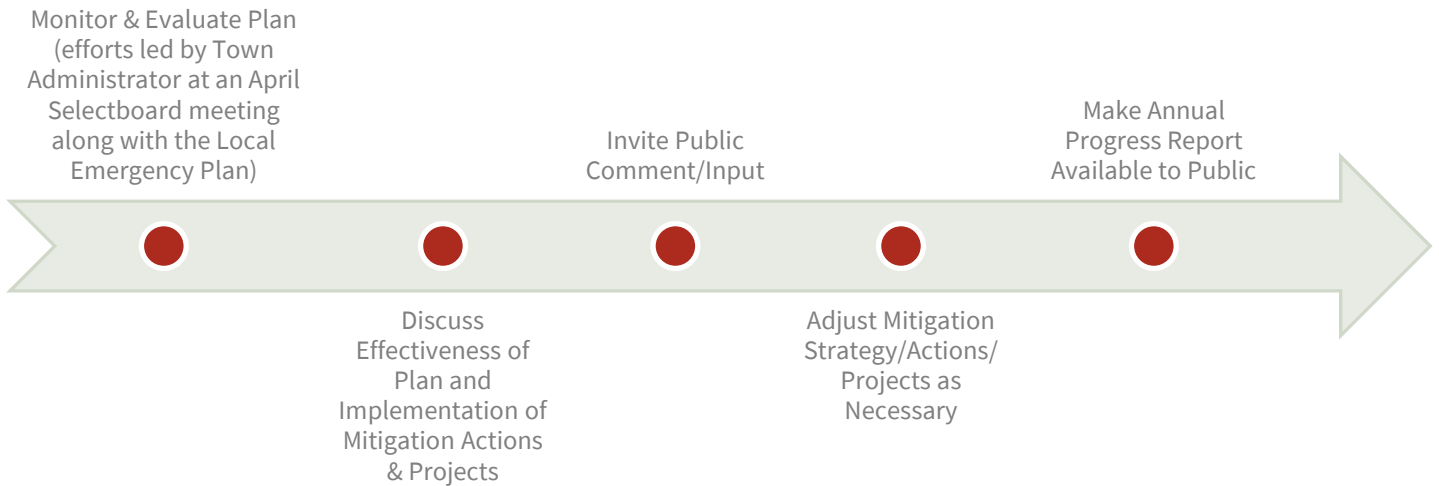 Monitor & Evaluate Plan
(efforts led by Town
Administrator at an April
Selectboard meeting
along with the Local
Emergency Plan)
Discuss
Effectiveness of
Plan and
Implementation of
Mitigation Actions
& Projects
Invite Public
Comment/Input
Adjust Mitigation
Strategy/Actions/
Projects as
Necessary
Make Annual
Progress Report
Available to Public